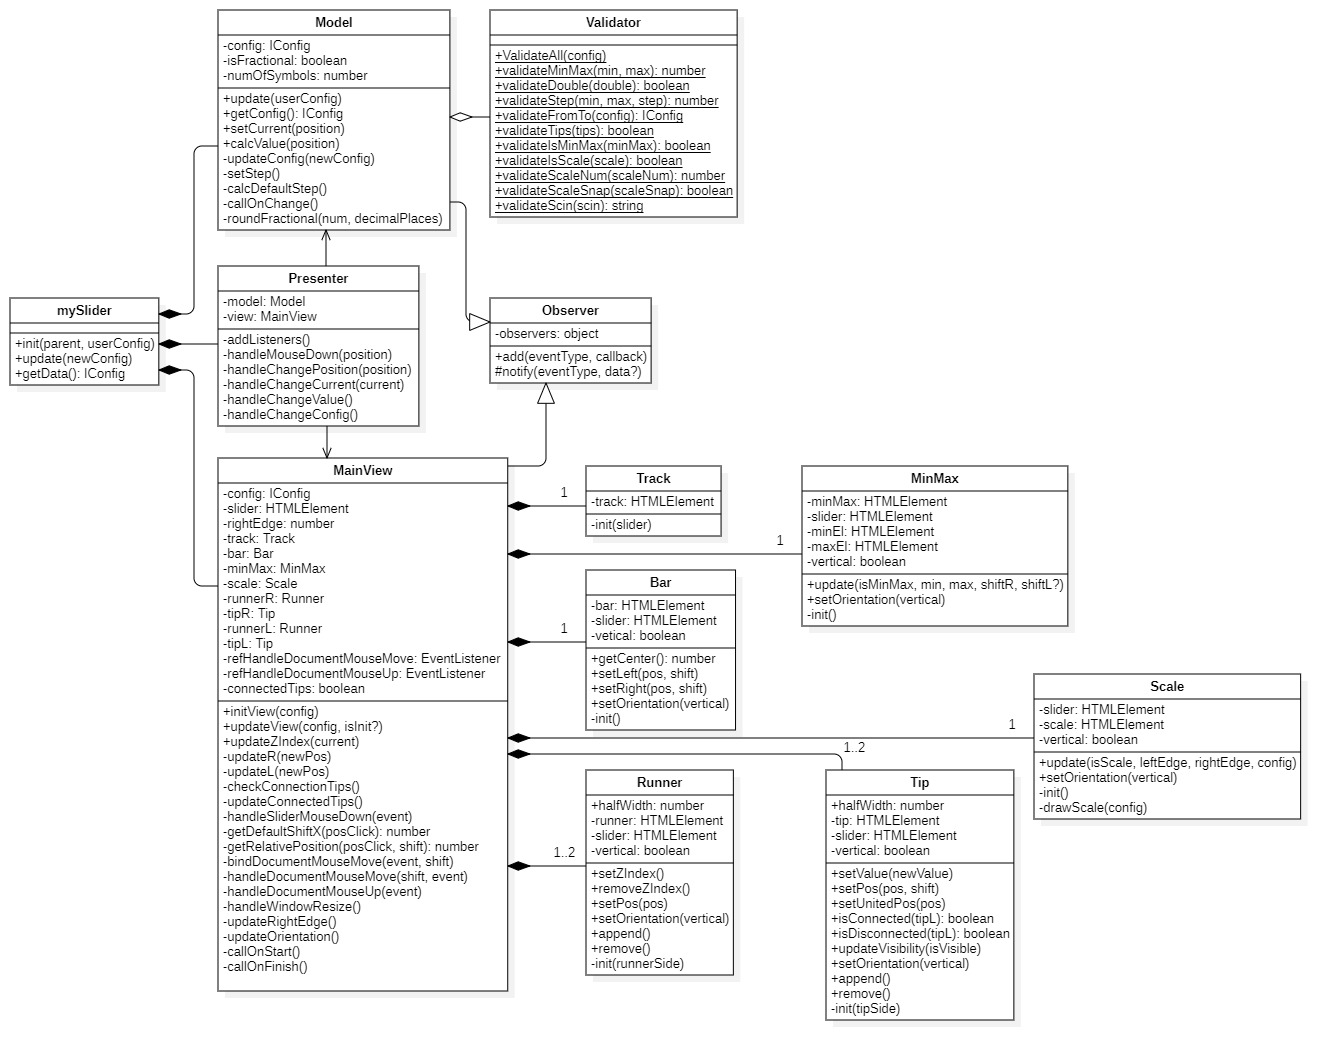 Model
-config: IConfig
-isFractional: boolean
-numOfSymbols: number
+update(userConfig)
+getConfig(): IConfig
+setCurrent(position)
+calcValue(position)
-updateConfig(newConfig)
-setStep()
-calcDefaultStep()
-callOnChange()
-roundFractional(num, decimalPlaces)
Validator
+ValidateAll(config)
+validateMinMax(min, max): number
+validateDouble(double): boolean
+validateStep(min, max, step): number
+validateFromTo(config): IConfig
+validateTips(tips): boolean
+validateIsMinMax(minMax): boolean
+validateIsScale(scale): boolean
+validateScaleNum(scaleNum): number
+validateScaleSnap(scaleSnap): boolean
+validateScin(scin): string
mySlider
+init(parent, userConfig)
+update(newConfig)
+getData(): IConfig
Presenter
-model: Model
-view: MainView
-addListeners()
-handleMouseDown(position)
-handleChangePosition(position)
-handleChangeCurrent(current)
-handleChangeValue()
-handleChangeConfig()
Observer
-observers: object
+add(eventType, callback)
#notify(eventType, data?)
MainView
-config: IConfig
-slider: HTMLElement
-rightEdge: number
-track: Track
-bar: Bar
-minMax: MinMax
-scale: Scale
-runnerR: Runner
-tipR: Tip
-runnerL: Runner
-tipL: Tip
-refHandleDocumentMouseMove: EventListener
-refHandleDocumentMouseUp: EventListener
-connectedTips: boolean
+initView(config)
+updateView(config, isInit?)
+updateZIndex(current)
-updateR(newPos)
-updateL(newPos)
-checkConnectionTips()
-updateConnectedTips()
-handleSliderMouseDown(event)
-getDefaultShiftX(posClick): number
-getRelativePosition(posClick, shift): number
-bindDocumentMouseMove(event, shift)
-handleDocumentMouseMove(shift, event)
-handleDocumentMouseUp(event)
-handleWindowResize()
-updateRightEdge()
-updateOrientation()
-callOnStart()
-callOnFinish()
1
Track
-track: HTMLElement
-init(slider)
1
MinMax
-minMax: HTMLElement
-slider: HTMLElement
-minEl: HTMLElement
-maxEl: HTMLElement
-vertical: boolean
+update(isMinMax, min, max, shiftR, shiftL?)
+setOrientation(vertical)
-init()
1
Bar
-bar: HTMLElement
-slider: HTMLElement
-vetical: boolean
+getCenter(): number
+setLeft(pos, shift)
+setRight(pos, shift)
+setOrientation(vertical)
-init()
1
Scale
-slider: HTMLElement
-scale: HTMLElement
-vertical: boolean
+update(isScale, leftEdge, rightEdge, config)
+setOrientation(vertical)
-init()
-drawScale(config)
1..2
Runner
+halfWidth: number
-runner: HTMLElement
-slider: HTMLElement
-vertical: boolean
+setZIndex()
+removeZIndex()
+setPos(pos)
+setOrientation(vertical)
+append()
+remove()
-init(runnerSide)
1..2
Tip
+halfWidth: number
-tip: HTMLElement
-slider: HTMLElement
-vertical: boolean
+setValue(newValue)
+setPos(pos, shift)
+setUnitedPos(pos)
+isConnected(tipL): boolean
+isDisconnected(tipL): boolean
+updateVisibility(isVisible)
+setOrientation(vertical)
+append()
+remove()
-init(tipSide)